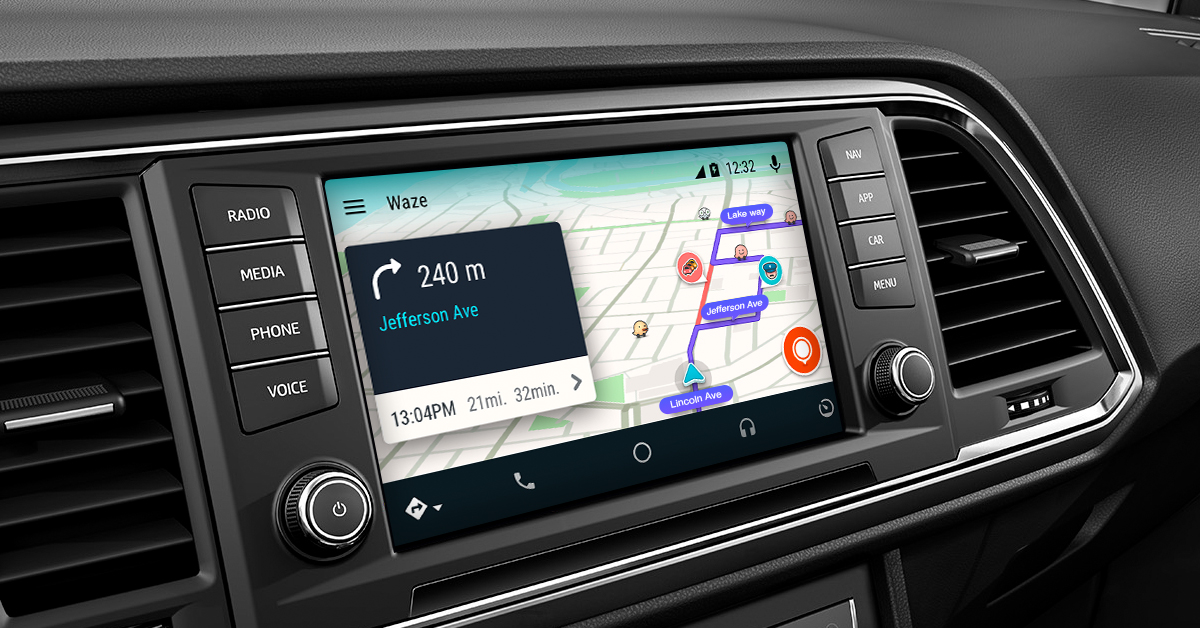 RADIO
MEDIA
PHONE
VOICE
Waze
12:32
240 m
Jefferson Ave
13:04PM 21mi. 32min.
Lake way
Jefferson Ave
Lincoln Ave
NAV
APP
CAR
MENU